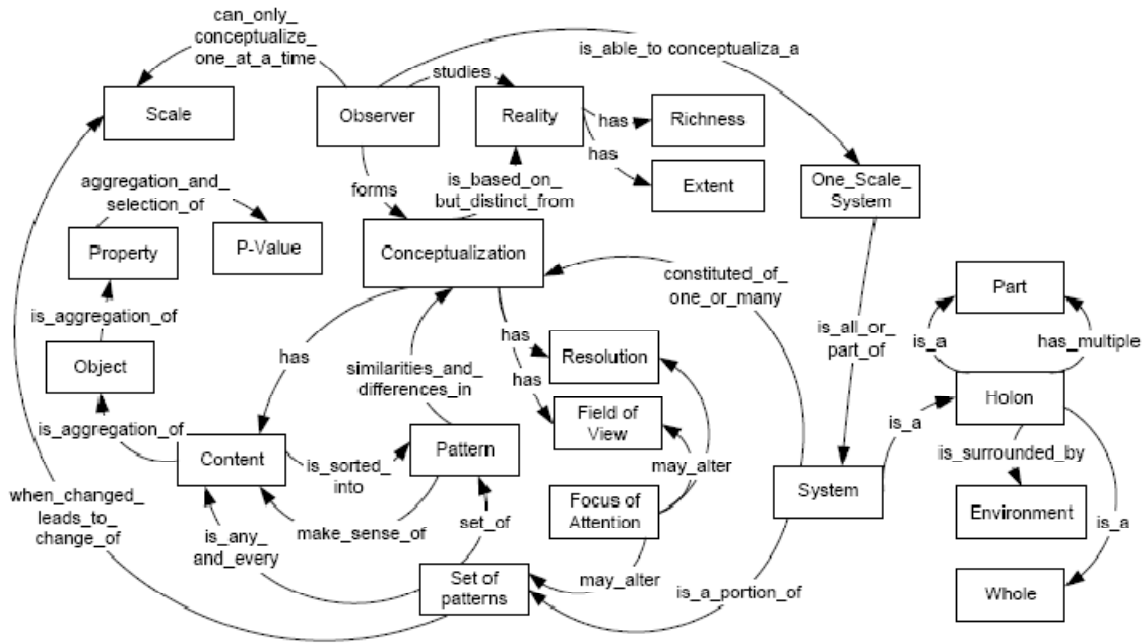 can_only_
conceptualize_
one_at_a_time
is_able_to conceptualiza_a
studies
Scale
Observer
Reality
has
Richness
has
Extent
One_Scale_
System
aggregation_and_
selection_of
forms
is_based_on_
but_distinct_from
Property
P-Value
Conceptualization
constituted_of_
one_or_many
Part
is_aggregation_of
is_all_or_
part_of
is_a
has_multiple
Object
has
similarities_and_
differences_in
has
Resolution
has
Holon
Field of
View
is_a
is_aggregation_of
Content
is_sorted_
into
Pattern
is_surrounded_by
may_alter
System
Focus of
Attention
Environment
when_changed_
leads_to_
change_of
is_any_
and_every
make_sense_of
set_of
is_a
Set of
patterns
may_alter
is_a_portion_of
Whole